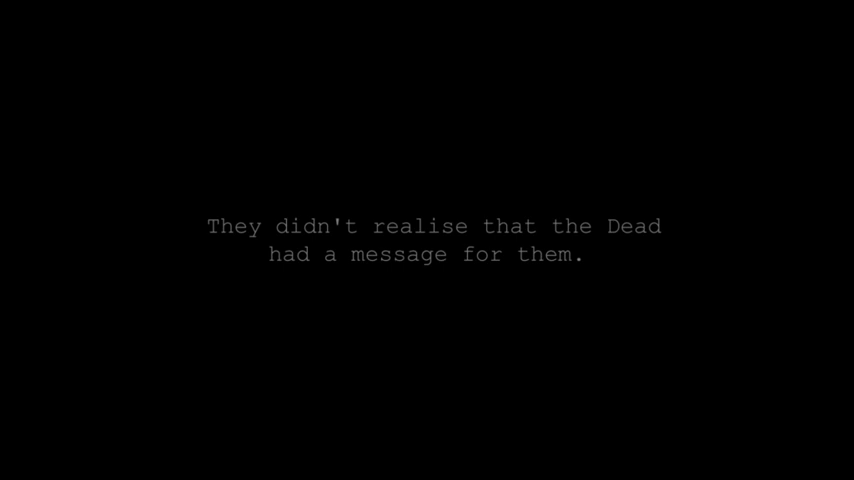 They didn't realise that the Dead
had a message for them.